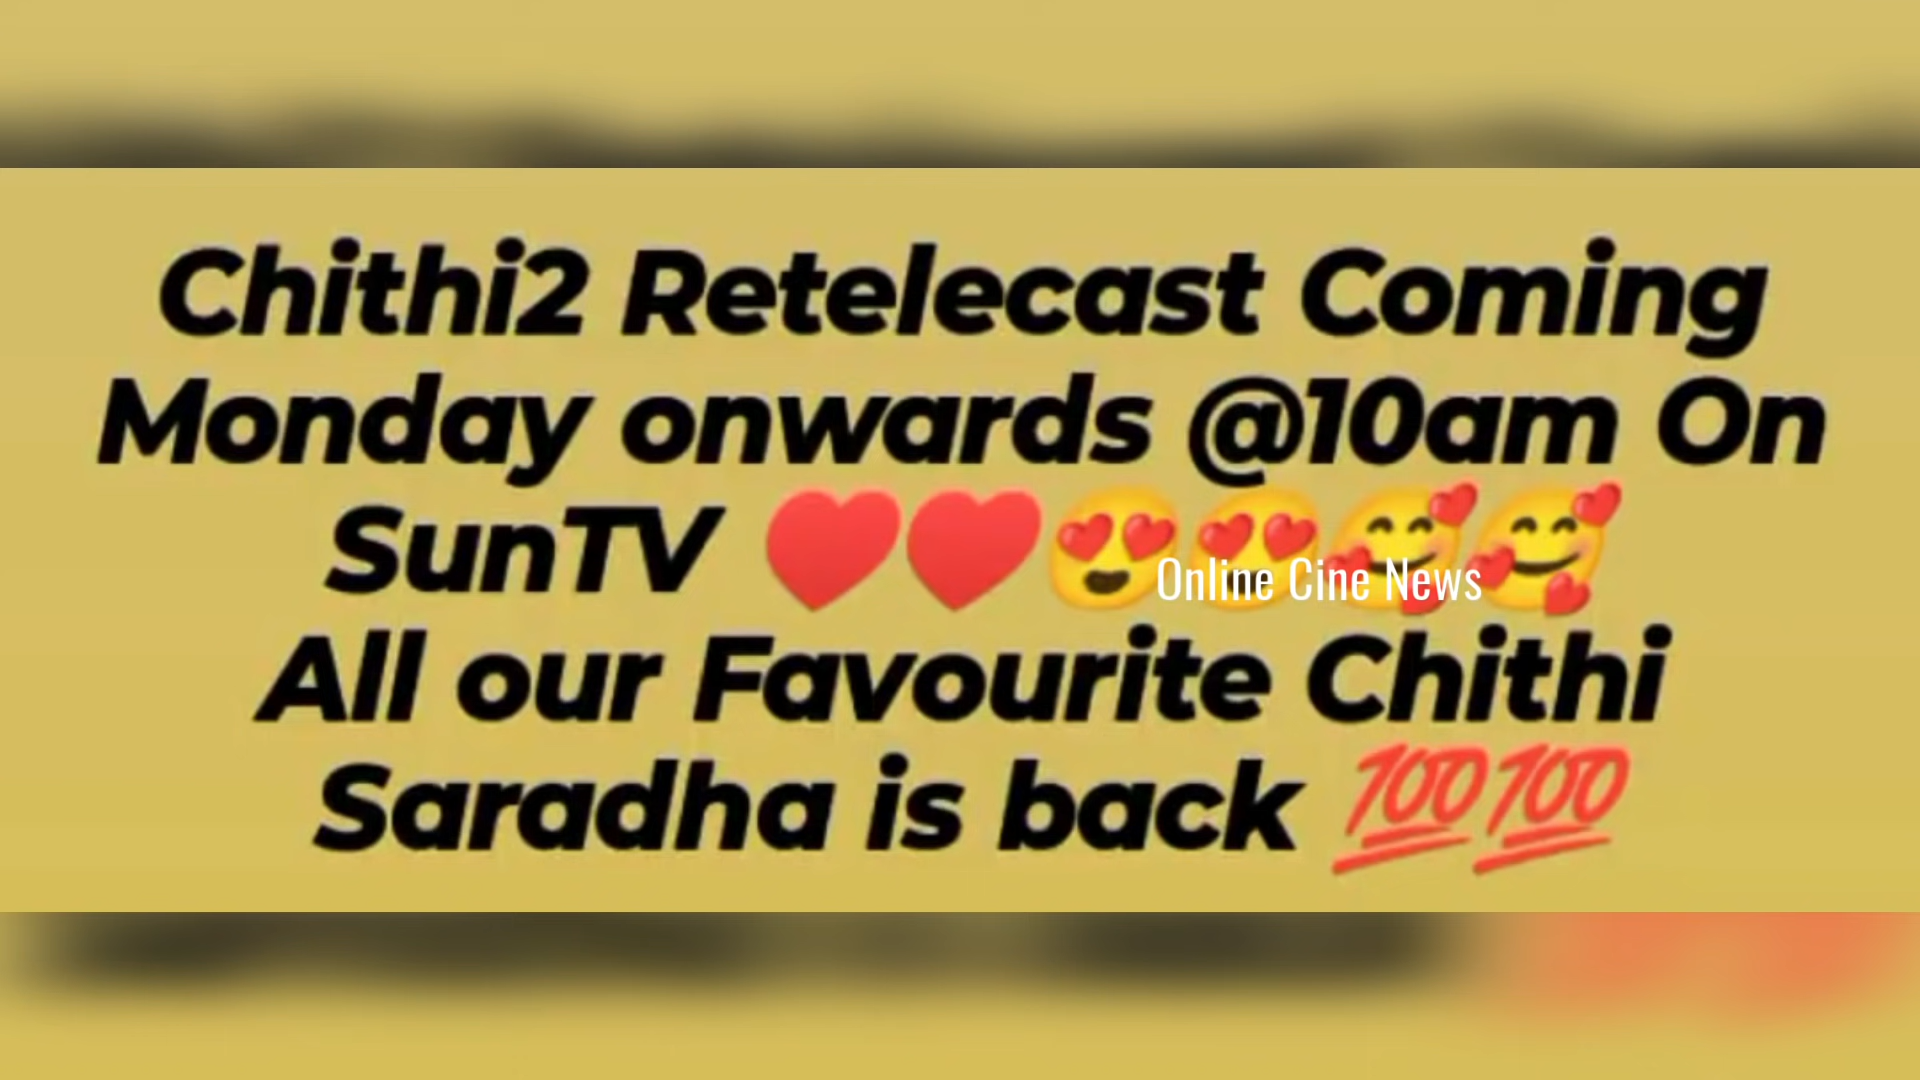 Chithi2 Retelecast Coming
Monday onwards @10am On
SunTV ♥️♥️😍😍🥰🥰
Online Cine News
All our Favourite Chithi
Saradha is back 💯💯